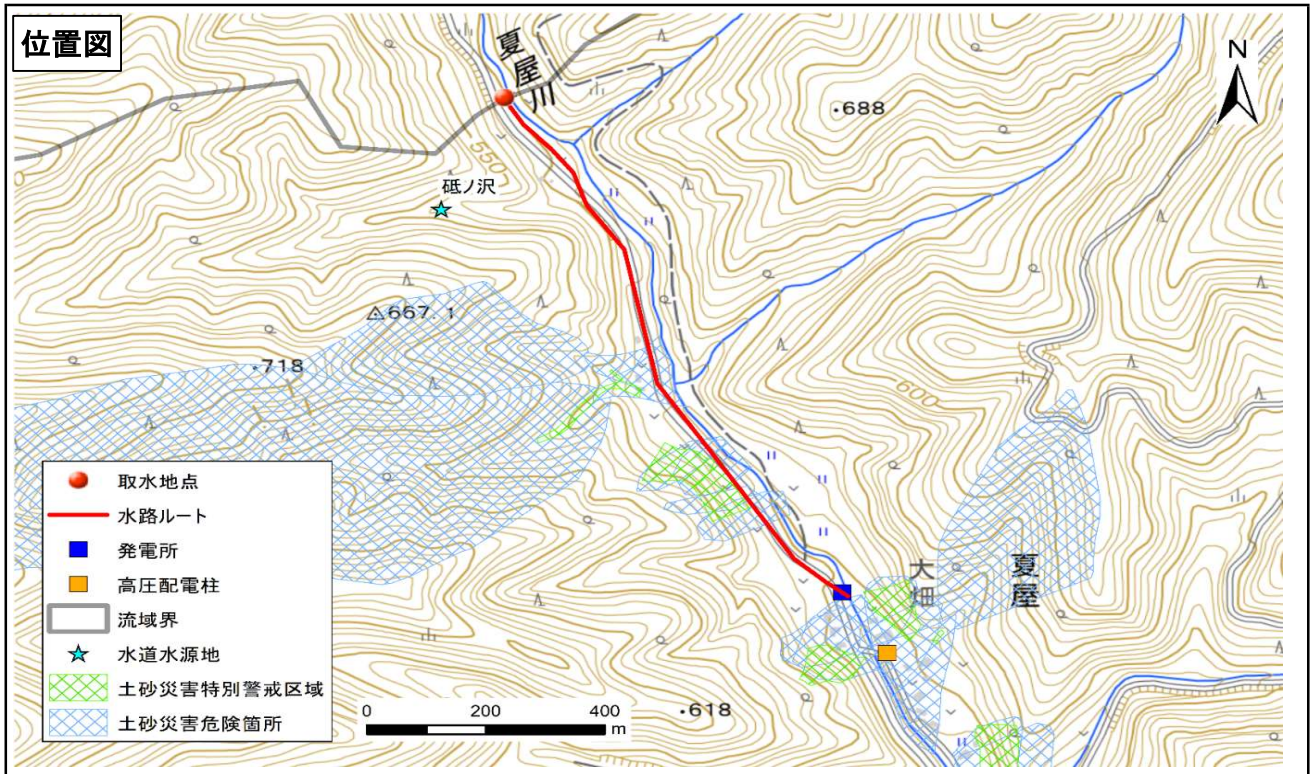 位置図
夏屋川
N
688
550
砥ノ沢
667.1
718
600
取水地点
水路ルート
発電所
高圧配電柱
流域界
水道水源地
土砂災害特別警戒区域
土砂災害危険箇所
大畑
夏屋
0 200 400
m
618